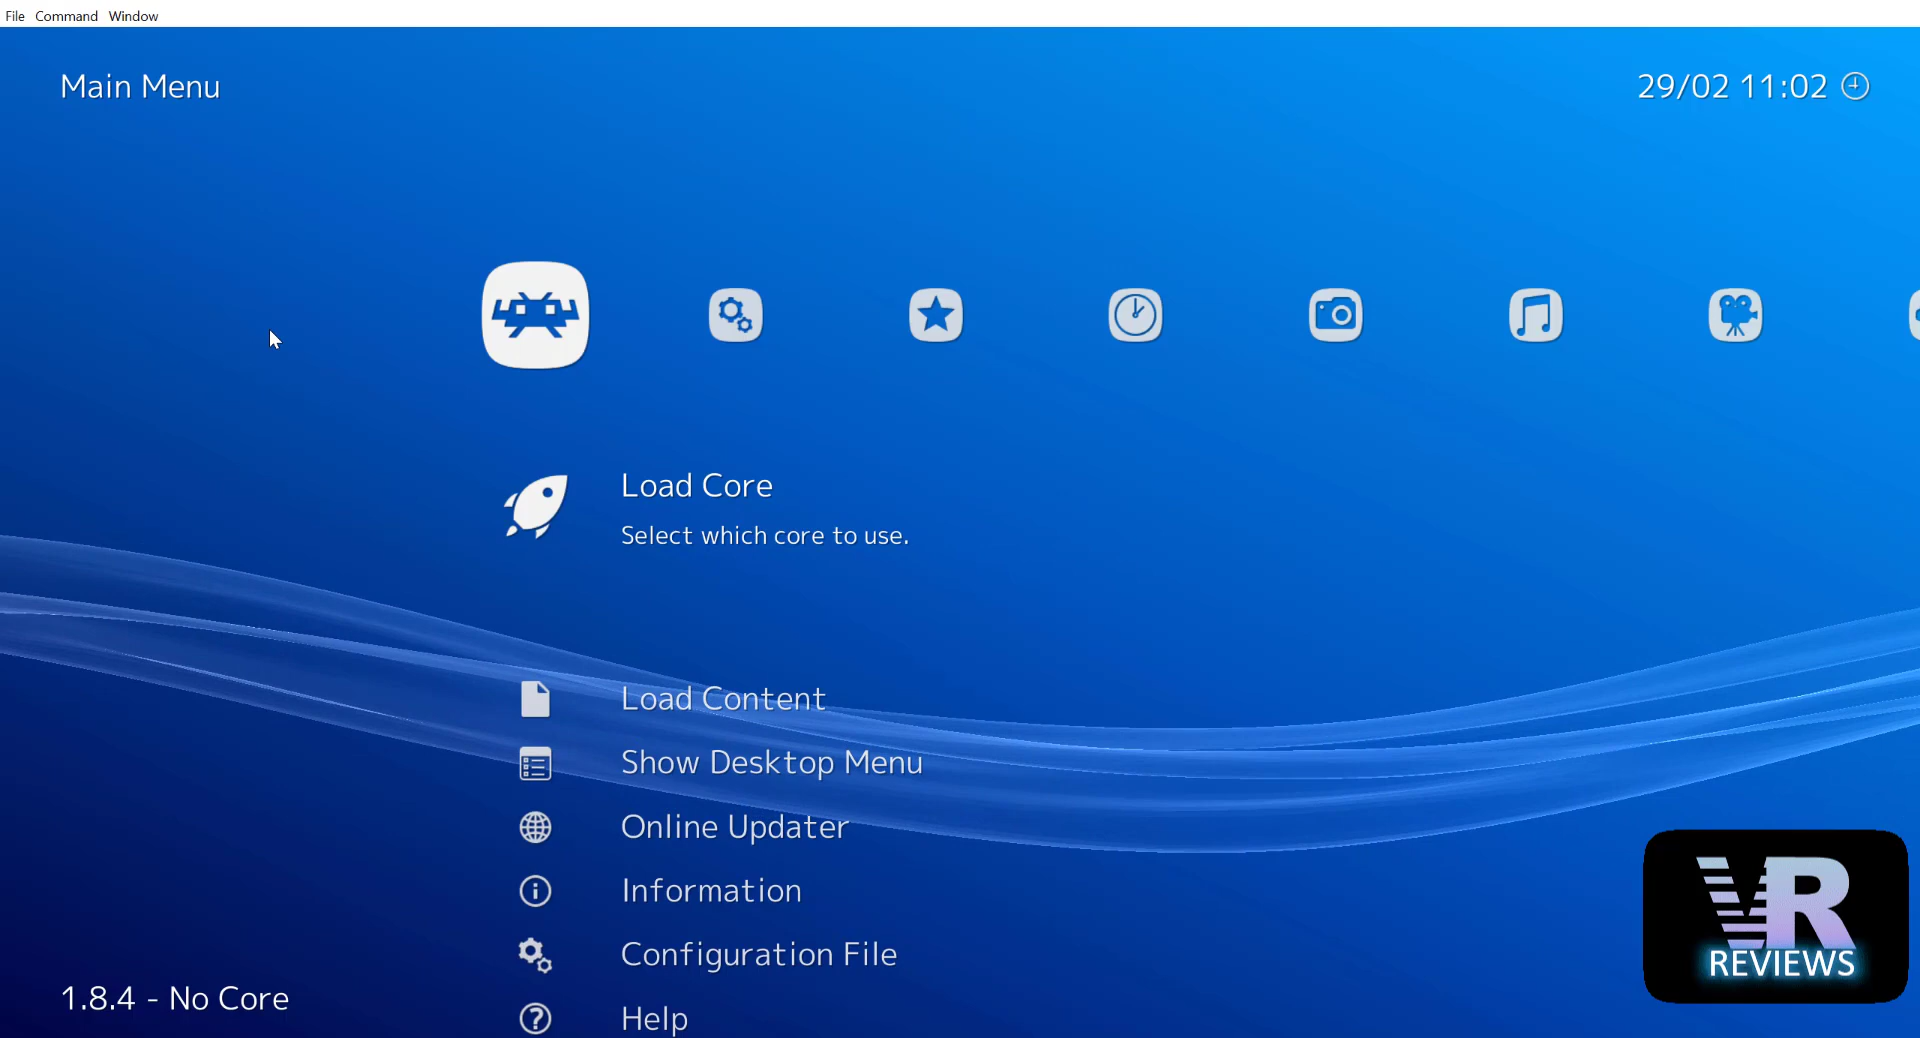 File Command Window
Main Menu
29/02 11:02
Load Core
Select which core to use.
Load Content
Show Desktop Menu
Online Updater
Information
Configuration File
Help
1.8.4 - No Core
VR
REVIEWS